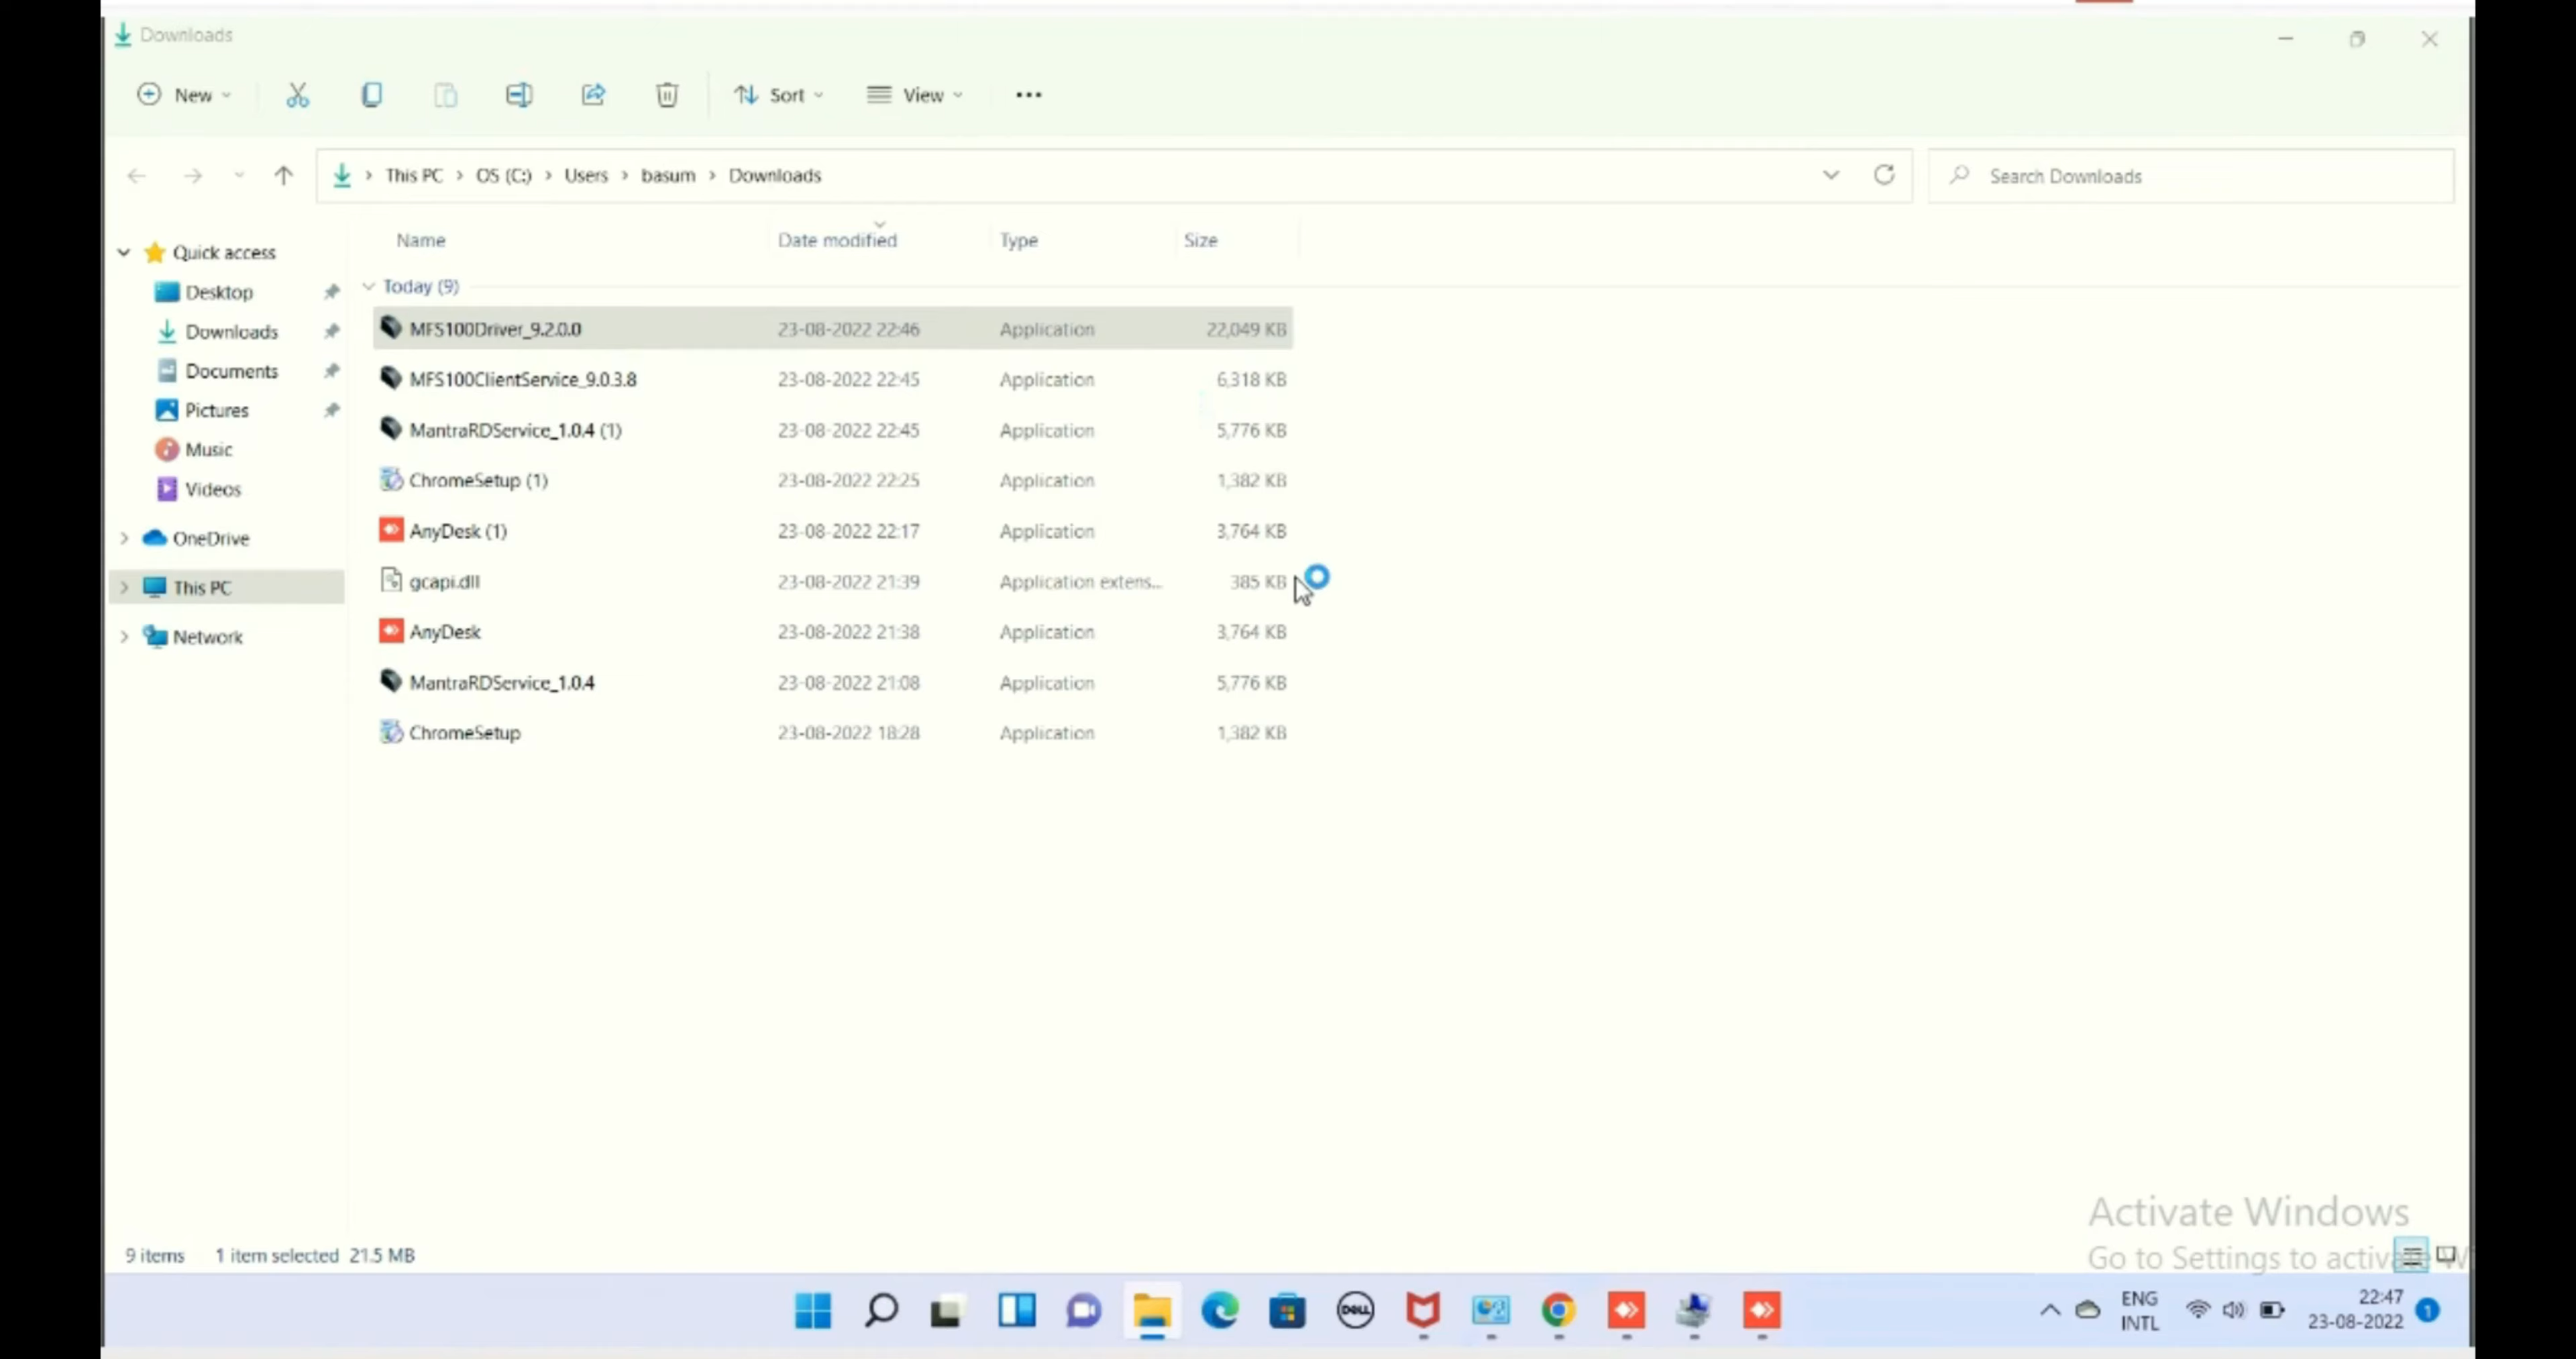 Downloads
New Sort View
This PC > OS (C:) > Users > basum > Downloads
Search Downloads
Name Date modified Type Size
Quick access
Desktop
Downloads
Documents
Pictures
Music
Videos
OneDrive
This PC
Network
Today (9)
MFS100Driver_9.2.0.0 23-08-2022 22:46 Application 22,049 KB
MFS100ClientService_9.0.3.8 23-08-2022 22:45 Application 6,318 KB
MantraRDService_1.0.4 (1) 23-08-2022 22:45 Application 5,776 KB
ChromeSetup (1) 23-08-2022 22:25 Application 1,382 KB
AnyDesk (1) 23-08-2022 22:17 Application 3,764 KB
gcapi.dll 23-08-2022 21:39 Application extens... 385 KB
AnyDesk 23-08-2022 21:38 Application 3,764 KB
MantraRDService_1.0.4 23-08-2022 21:08 Application 5,776 KB
ChromeSetup 23-08-2022 18:28 Application 1,382 KB
Activate Windows
Go to Settings to activate W
9 items 1 item selected 21.5 MB
DELL
ENG
INTL
22:47
23-08-2022
1